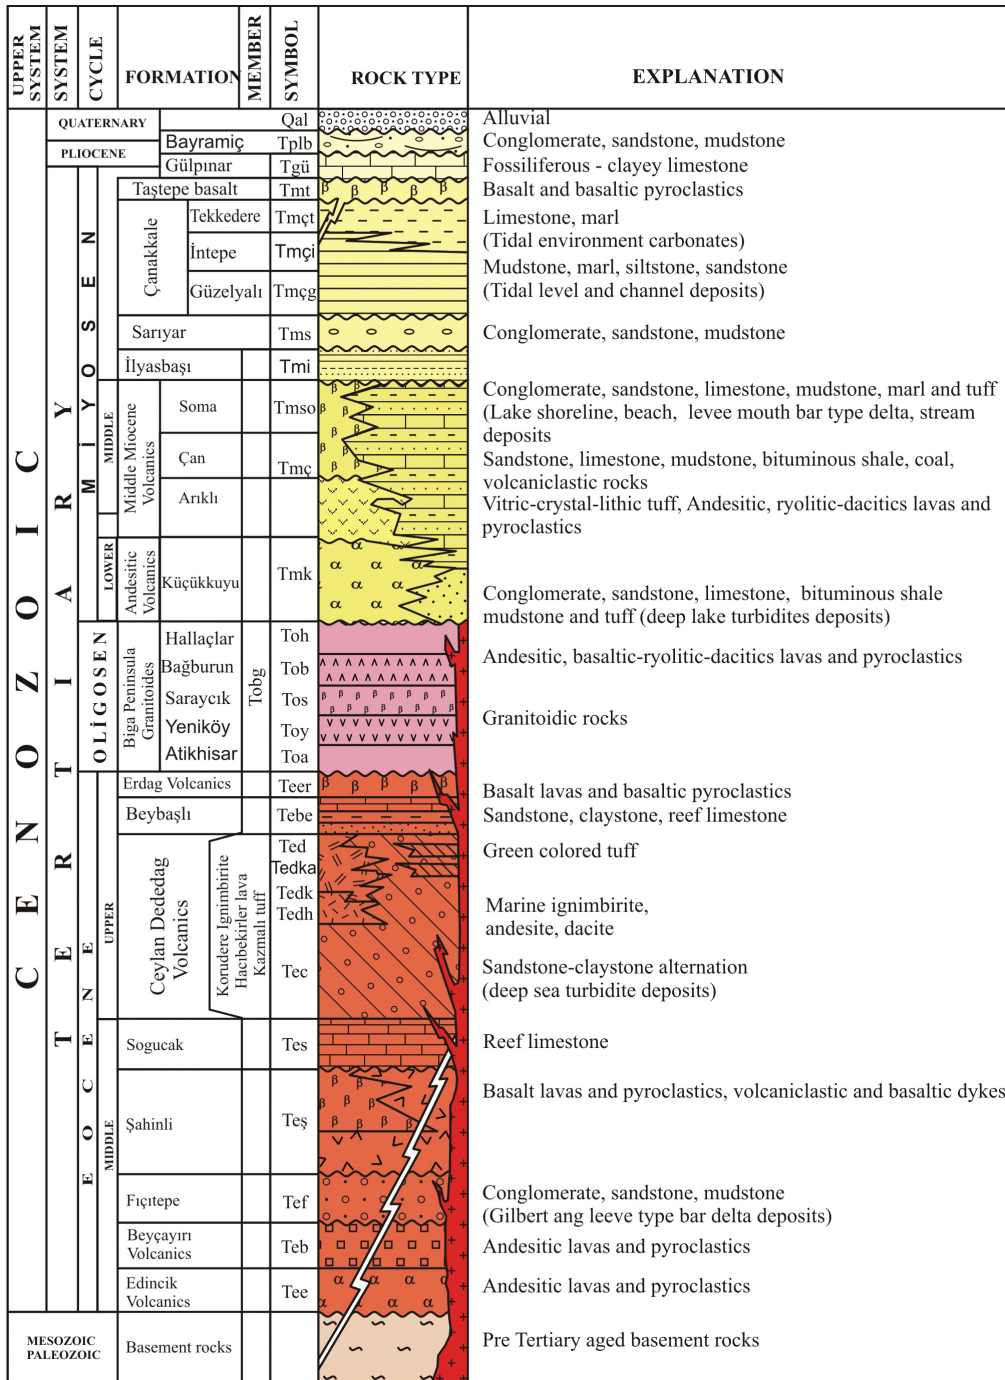 UPPER
SYSTEM
SYSTEM
CYCLE
FORMATION
MEMBER
SYMBOL
ROCK TYPE
EXPLANATION
CENOZOIC
TERTIARY
QUATERNARY
Qal
Alluvial
PLIOCENE
Bayramiç
Tplb
Conglomerate, sandstone, mudstone
Gülpınar
Tgü
Fossiliferous - clayey limestone
MİYOSEN
Taştepe basalt
Tmt
Basalt and basaltic pyroclastics
Çanakkale
Tekkedere
Tmçt
Limestone, marl
(Tidal environment carbonates)
İntepe
Tmçi
Mudstone, marl, siltstone, sandstone
(Tidal level and channel deposits)
Güzelyalı
Tmçg
Sarıyar
Tms
Conglomerate, sandstone, mudstone
İlyasbaşı
Tmi
MIDDLE
Middle Miocene
Volcanics
Soma
Tmso
Conglomerate, sandstone, limestone, mudstone, marl and tuff
(Lake shoreline, beach, levee mouth bar type delta, stream
deposits
Çan
Tmç
Sandstone, limestone, mudstone, bituminous shale, coal,
volcaniclastic rocks
Arıklı
Vitric-crystal-lithic tuff, Andesitic, ryolitic-dacitics lavas and
pyroclastics
LOWER
Andesitic
Volcanics
Küçükkuyu
Tmk
Conglomerate, sandstone, limestone, bituminous shale
mudstone and tuff (deep lake turbidites deposits)
OLİGOSEN
Biga Peninsula
Granitoides
Tobg
Hallaçlar
Toh
Bağburun
Tob
Andesitic, basaltic-ryolitic-dacitics lavas and pyroclastics
Saraycık
Tos
Granitoidic rocks
Yeniköy
Toy
Atikhisar
Toa
EOCENE
UPPER
Erdag Volcanics
Teer
Basalt lavas and basaltic pyroclastics
Beybaşlı
Tebe
Sandstone, claystone, reef limestone
Ceylan Dededag
Volcanics
Korudere Ignimbirite
Hacıbekirler lava
Kazmalı tuff
Ted
Green colored tuff
Tedka
Tedk
Marine ignimbirite,
andesite, dacite
Tedh
Tec
Sandstone-claystone alternation
(deep sea turbidite deposits)
MIDDLE
Sogucak
Tes
Reef limestone
Şahinli
Teş
Basalt lavas and pyroclastics, volcaniclastic and basaltic dykes
Fıçıtepe
Tef
Conglomerate, sandstone, mudstone
(Gilbert ang leeve type bar delta deposits)
Beyçayırı
Volcanics
Teb
Andesitic lavas and pyroclastics
Edincik
Volcanics
Tee
Andesitic lavas and pyroclastics
MESOZOIC
PALEOZOIC
Basement rocks
Pre Tertiary aged basement rocks